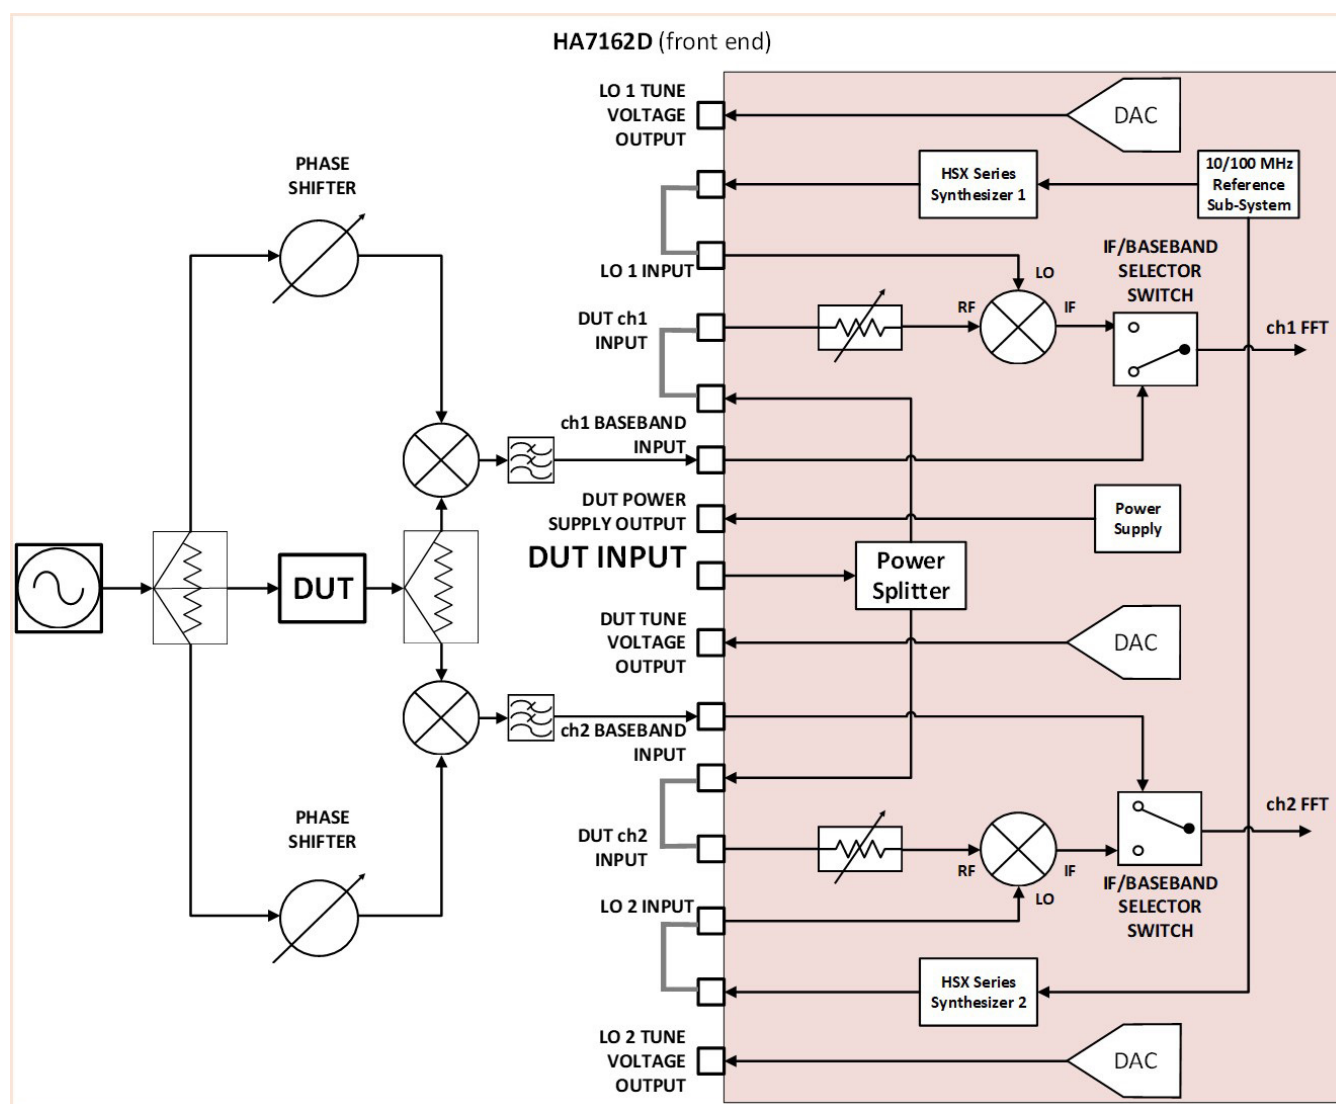 HA7162D (front end)
LO 1 TUNE
VOLTAGE
OUTPUT
DAC
PHASE
SHIFTER
HSX Series
Synthesizer 1
10/100 MHz
Reference
Sub-System
LO 1 INPUT
LO
IF/BASEBAND
SELECTOR
SWITCH
DUT ch1
INPUT
RF
IF
ch1 FFT
ch1 BASEBAND
INPUT
DUT POWER
SUPPLY OUTPUT
Power
Supply
DUT INPUT
Power
Splitter
DUT
DUT TUNE
VOLTAGE
OUTPUT
DAC
ch2 BASEBAND
INPUT
PHASE
SHIFTER
DUT ch2
INPUT
RF
IF
LO
ch2 FFT
IF/BASEBAND
SELECTOR
SWITCH
LO 2 INPUT
HSX Series
Synthesizer 2
LO 2 TUNE
VOLTAGE
OUTPUT
DAC